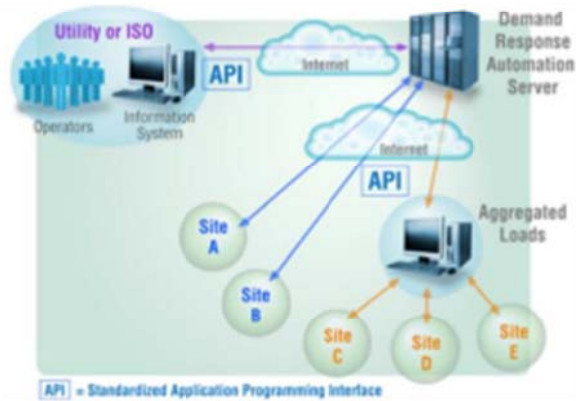 Utility or ISO
Operators
Information
System
API
Internet
Demand
Response
Automation
Server
Internet
API
Aggregated
Loads
Site
A
Site
B
Site
C
Site
D
Site
E
API = Standardized Application Programming Interface